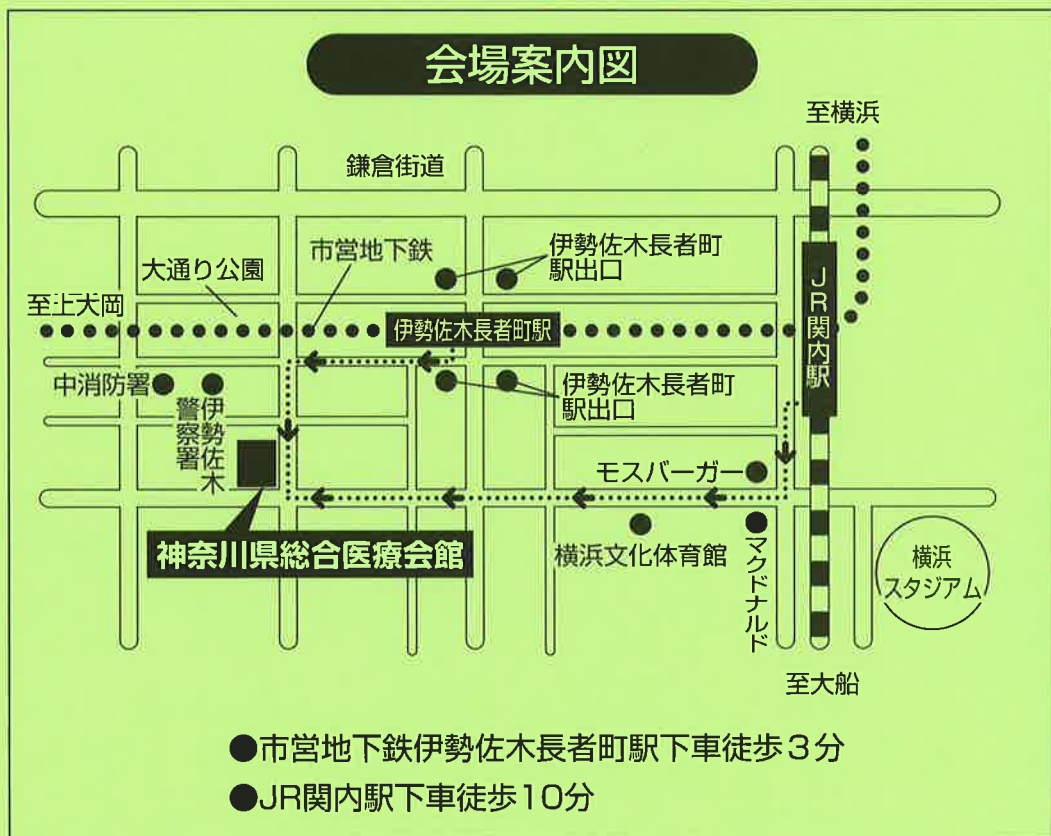 会場案内図
至横浜
鎌倉街道
市営地下鉄
伊勢佐木長者町
駅出口
大通り公園
至上大岡
伊勢佐木長者町駅
JR関内駅
中消防署
伊勢佐木
警察署
伊勢佐木長者町
駅出口
モスバーガー
神奈川県総合医療会館
横浜文化体育館
マクドナルド
横浜
スタジアム
至大船
●市営地下鉄伊勢佐木長者町駅下車徒歩3分
●JR関内駅下車徒歩10分